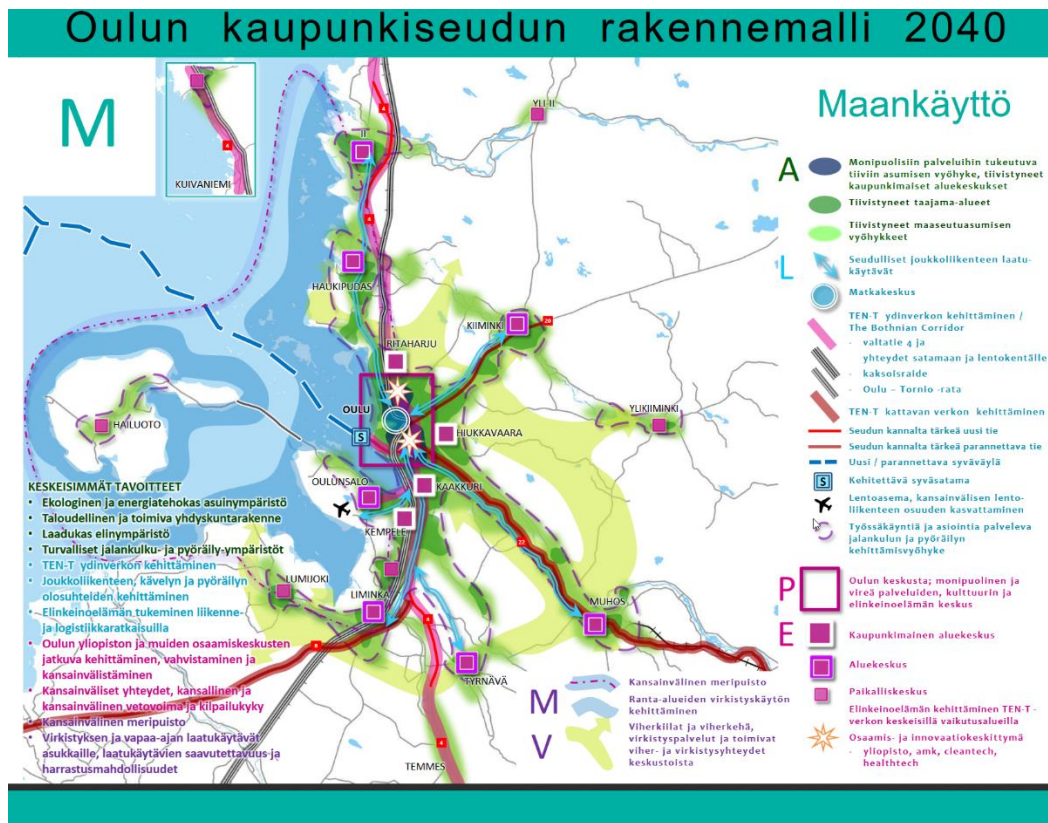 Oulun kaupunkiseudun rakennemalli 2040
M
KUIVANIEMI
4
4
II
YLI-II
4
HAUKIPUDAS
KIIMINKI
20
RITAHARJU
OULU
HAILUOTO
HIUKKAVAARA
YLIKIIMINKI
S
OULUNSALO
KAAKKURI
KEMPELE
22
LUMIJOKI
LIMINKA
MUHOS
8
4
TYRNÄVÄ
4
TEMMES
KESKEISIMMÄT TAVOITTEET
• Ekologinen ja energiatehokas asuinympäristö
• Taloudellinen ja toimiva yhdyskuntarakenne
• Laadukas elinympäristö
• Turvalliset jalankulku- ja pyöräily-ympäristöt
• TEN-T ydinverkon kehittäminen
• Joukkoliikenteen, kävelyn ja pyöräilyn
olosuhteiden kehittäminen
• Elinkeinoelämän tukeminen liikenne-
ja logistiikkaratkaisuilla
• Oulun yliopiston ja muiden osaamiskeskusten
jatkuva kehittäminen, vahvistaminen ja
kansainvälistäminen
• Kansainväliset yhteydet, kansallinen ja
kansainvälinen vetovoima ja kilpailukyky
• Kansainvälinen meripuisto
• Virkistyksen ja vapaa-ajan laatukäytävät
asukkaille, laatukäytävien saavutettavuus ja
harrastusmahdollisuudet
Maankäyttö
A
Monipuolisiin palveluihin tukeutuva
tiiviin asumisen vyöhyke, tiivistyneet
kaupunkimaiset aluekeskukset
Tiivistyneet taajama-alueet
Tiivistyneet maaseutuasumisen
vyöhykkeet
L
Seudulliset joukkoliikenteen laatu-
käytävät
Matkakeskus
TEN-T ydinverkon kehittäminen /
The Bothnian Corridor
- valtatie 4 ja
yhteydet satamaan ja lentokentälle
- kaksoisraide
- Oulu – Tornio -rata
TEN-T kattavan verkon kehittäminen
Seudun kannalta tärkeä uusi tie
Seudun kannalta tärkeä parannettava tie
Uusi / parannettava syväväylä
S
Kehitettävä syväsatama
Lentoasema, kansainvälisen lento-
liikenteen osuuden kasvattaminen
Työssäkäyntiä ja asiointia palveleva
jalankulun ja pyöräilyn
kehittämisvyöhyke
P
Oulun keskusta; monipuolinen ja
vireä palveluiden, kulttuurin ja
elinkeinoelämän keskus
E
Kaupunkimainen aluekeskus
Aluekeskus
Paikalliskeskus
Elinkeinoelämän kehittäminen TEN-T -
verkon keskeisillä vaikutusalueilla
Osaamis- ja innovaatiokeskittymä
- yliopisto, amk, cleantech,
healthtech
M
Kansainvälinen meripuisto
Ranta-alueiden virkistyskäytön
kehittäminen
V
Viherkiilat ja viherkehä,
virkistyspalvelut ja toimivat
viher- ja virkistysyhteydet
keskustoista